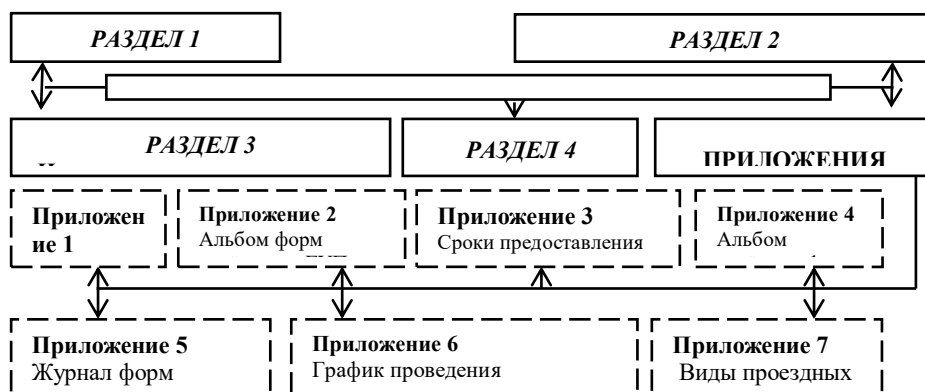 РАЗДЕЛ 1
РАЗДЕЛ 2
РАЗДЕЛ 3
РАЗДЕЛ 4
ПРИЛОЖЕНИЯ
Приложен
ие 1
Приложение 2
Альбом форм
Приложение 3
Сроки предоставления
Приложение 4
Альбом
Приложение 5
Журнал форм
Приложение 6
График проведения
Приложение 7
Виды проездных